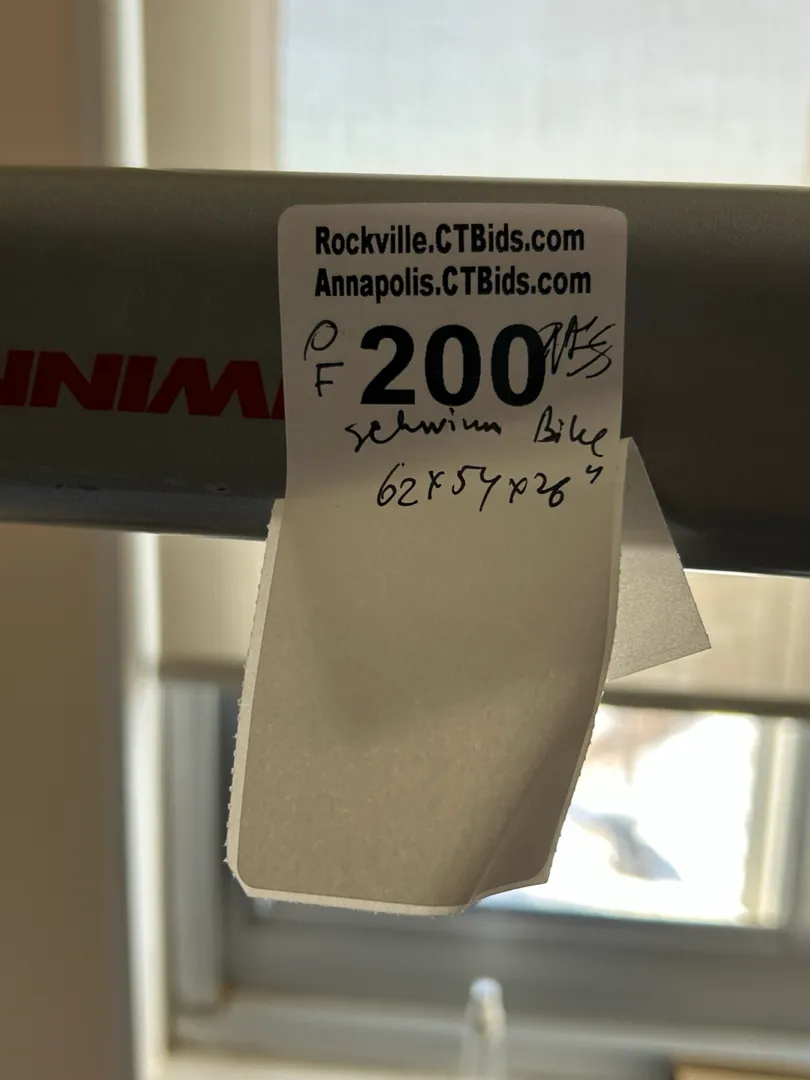 Rockville.CTBids.com
Annapolis.CTBids.com
O
F 200
schwinn Bike
62x54x26"